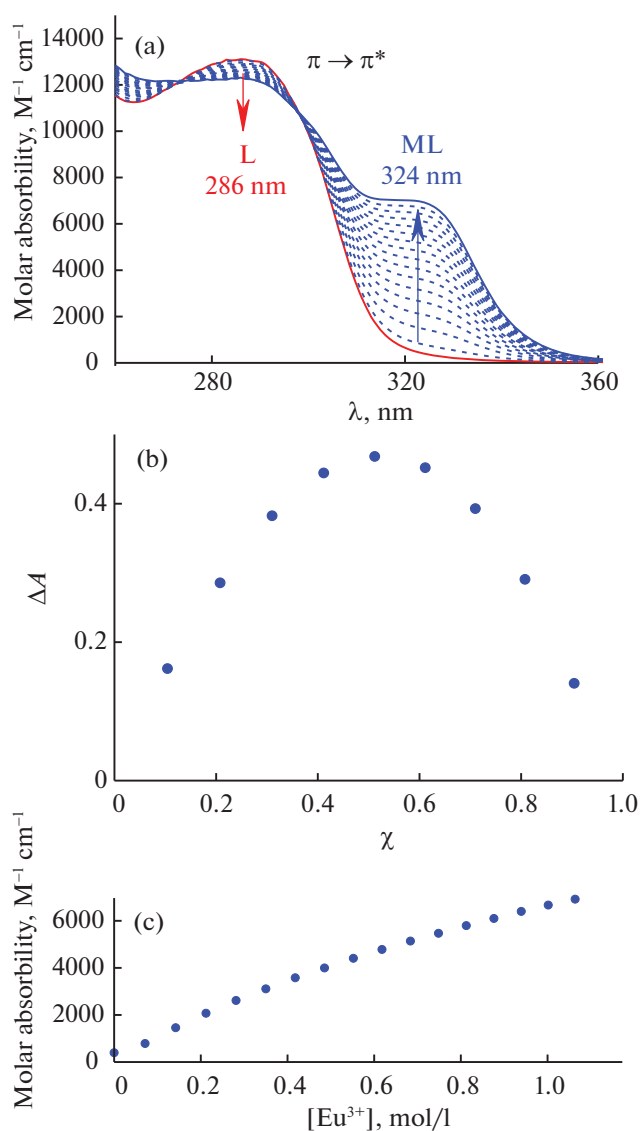 (a)
π → π*
L
286 nm
ML
324 nm
Molar absorbility, M⁻¹ cm⁻¹
14000
12000
10000
8000
6000
4000
2000
0
280
320
360
λ, nm
(b)
ΔA
0.4
0.2
0
0
0.2
0.4
0.6
0.8
1.0
χ
(c)
Molar absorbility, M⁻¹ cm⁻¹
6000
4000
2000
0
0
0.2
0.4
0.6
0.8
1.0
[Eu³⁺], mol/l